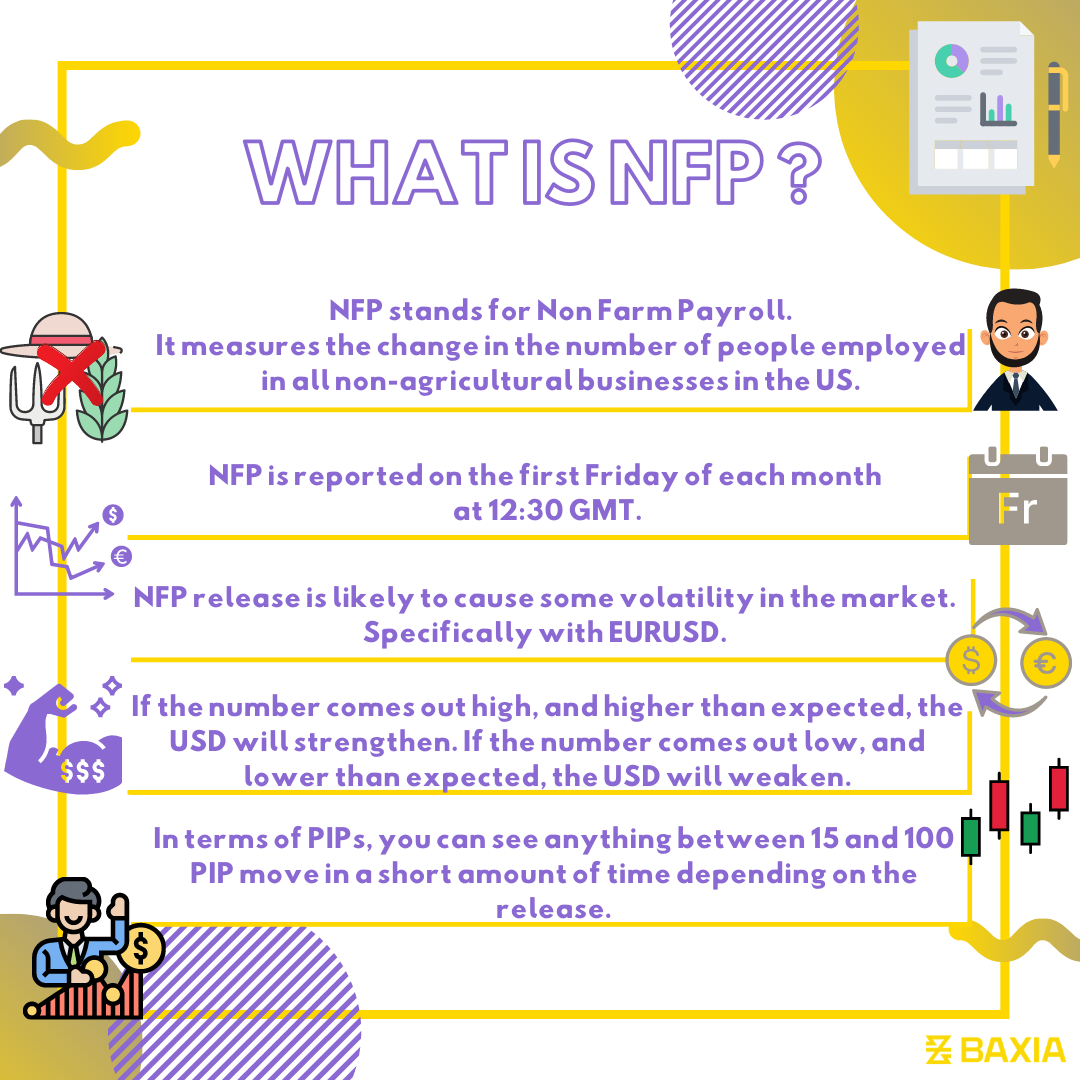 WHAT IS NFP ?
NFP stands for Non Farm Payroll.
It measures the change in the number of people employed
in all non-agricultural businesses in the US.
NFP is reported on the first Friday of each month
at 12:30 GMT.
Fr
$
€
NFP release is likely to cause some volatility in the market.
Specifically with EURUSD.
$
€
If the number comes out high, and higher than expected, the
USD will strengthen. If the number comes out low, and
lower than expected, the USD will weaken.
$$$
In terms of PIPs, you can see anything between 15 and 100
PIP move in a short amount of time depending on the
release.
$
BAXIA